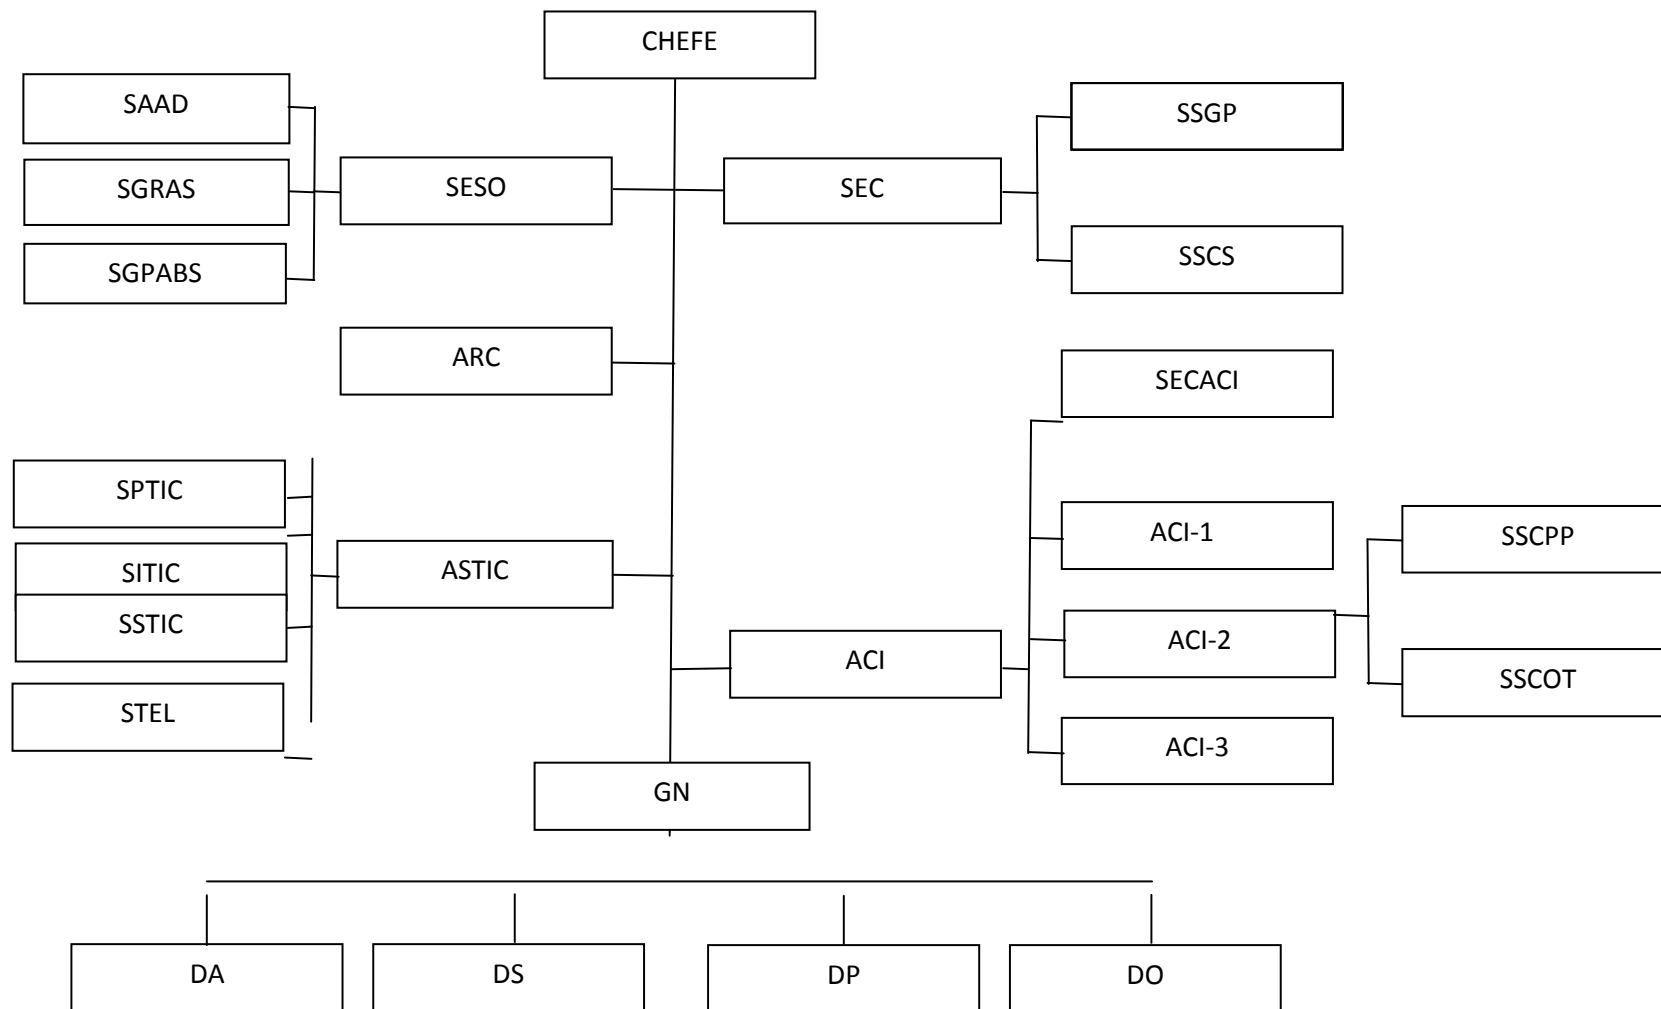 CHEFE
SAAD
SSGP
SGRAS
SESO
SEC
SGPABS
SSCS
ARC
SECACI
SPTIC
ACI-1
SSCPP
SITIC
ASTIC
SSTIC
ACI
ACI-2
SSCOT
STEL
ACI-3
GN
DA
DS
DP
DO